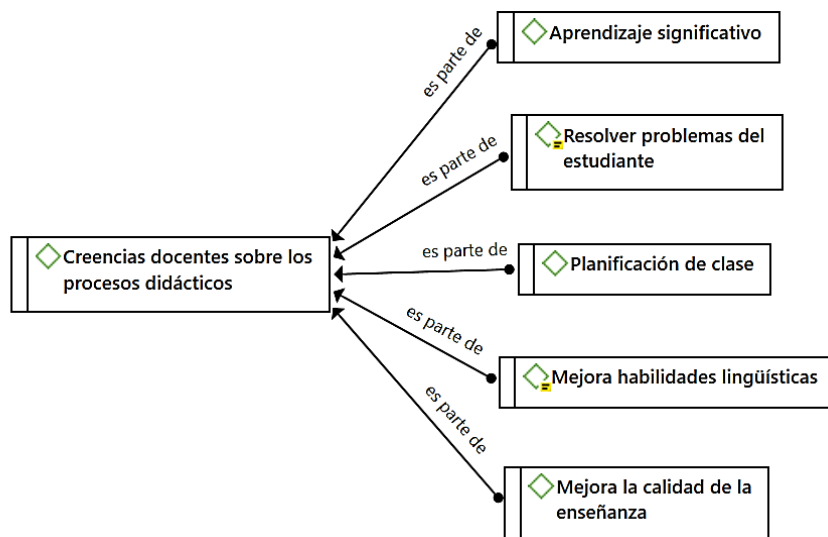 Aprendizaje significativo
es parte de
Resolver problemas del
estudiante
es parte de
Creencias docentes sobre los
procesos didácticos
es parte de
Planificación de clase
es parte de
Mejora habilidades lingüísticas
es parte de
Mejora la calidad de la
enseñanza